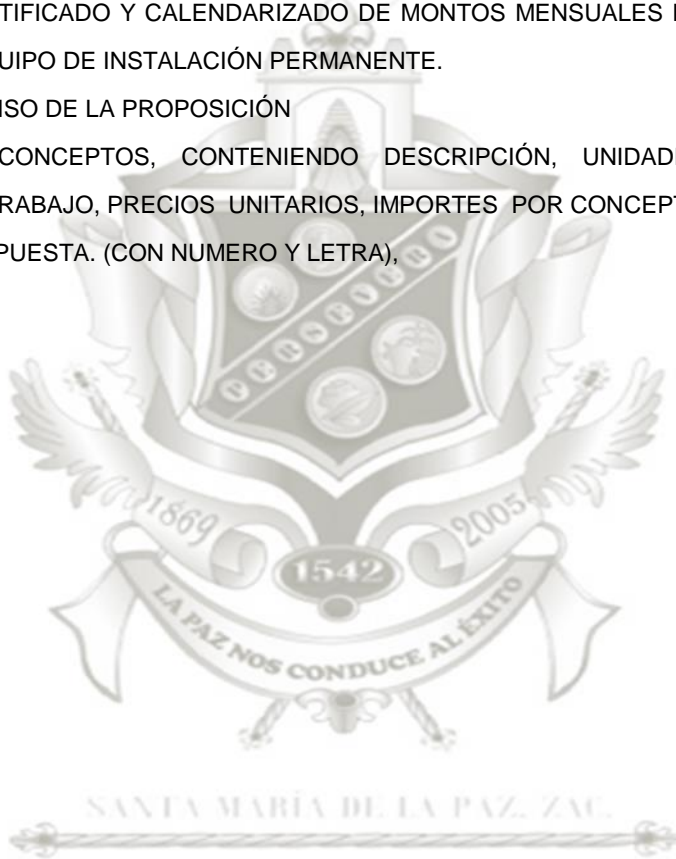 TIFICADO Y CALENDARIZADO DE MONTOS MENSUALES
UIPO DE INSTALACIÓN PERMANENTE.
ISO DE LA PROPOSICIÓN
CONCEPTOS, CONTENIENDO DESCRIPCIÓN,
RABAJO, PRECIOS UNITARIOS, IMPORTES POR
PUESTA. (CON NUMERO Y LETRA),
PERSEVERA
1869
2005
1542
LA PAZ NOS CONDUCE AL ÉXITO
SANTA MARÍA DE LA PAZ, ZAC.